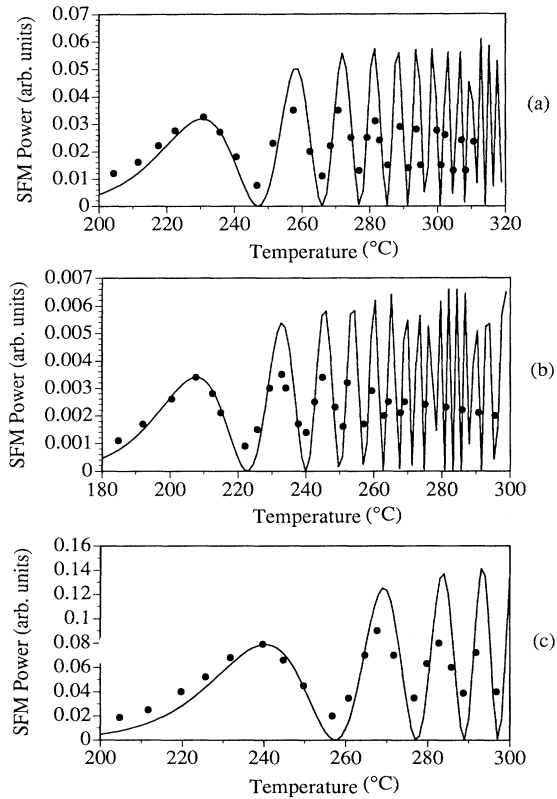 0.07
0.06
0.05
0.04
0.03
0.02
0.01
0
SFM Power (arb. units)
200 220 240 260 280 300 320
Temperature (°C)
(a)
0.007
0.006
0.005
0.004
0.003
0.002
0.001
0
SFM Power (arb. units)
180 200 220 240 260 280 300
Temperature (°C)
(b)
0.16
0.14
0.12
0.1
0.08
0.06
0.04
0.02
0
SFM Power (arb. units)
200 220 240 260 280 300
Temperature (°C)
(c)